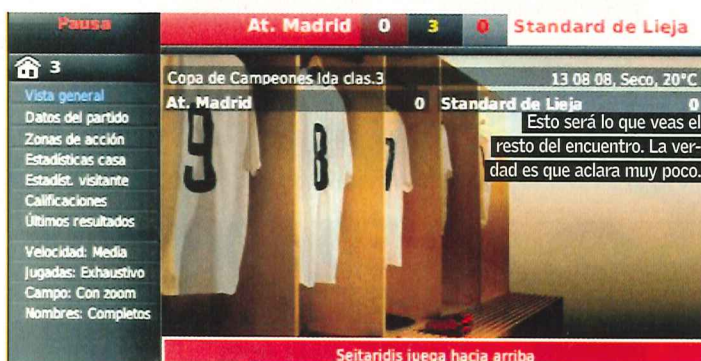 Pausa
At. Madrid 0 3 0 Standard de Lieja
3
Vista general
Datos del partido
Zonas de acción
Estadísticas casa
Estadíst. visitante
Calificaciones
Últimos resultados
Velocidad: Media
Jugadas: Exhaustivo
Campo: Con zoom
Nombres: Completos
Copa de Campeones Ida clas.3 13 08 08, Seco, 20°C
At. Madrid 0 Standard de Lieja 0
Esto será lo que veas el
resto del encuentro. La ver-
dad es que aclara muy poco.
9 8 7
Seitaridis juega hacia arriba